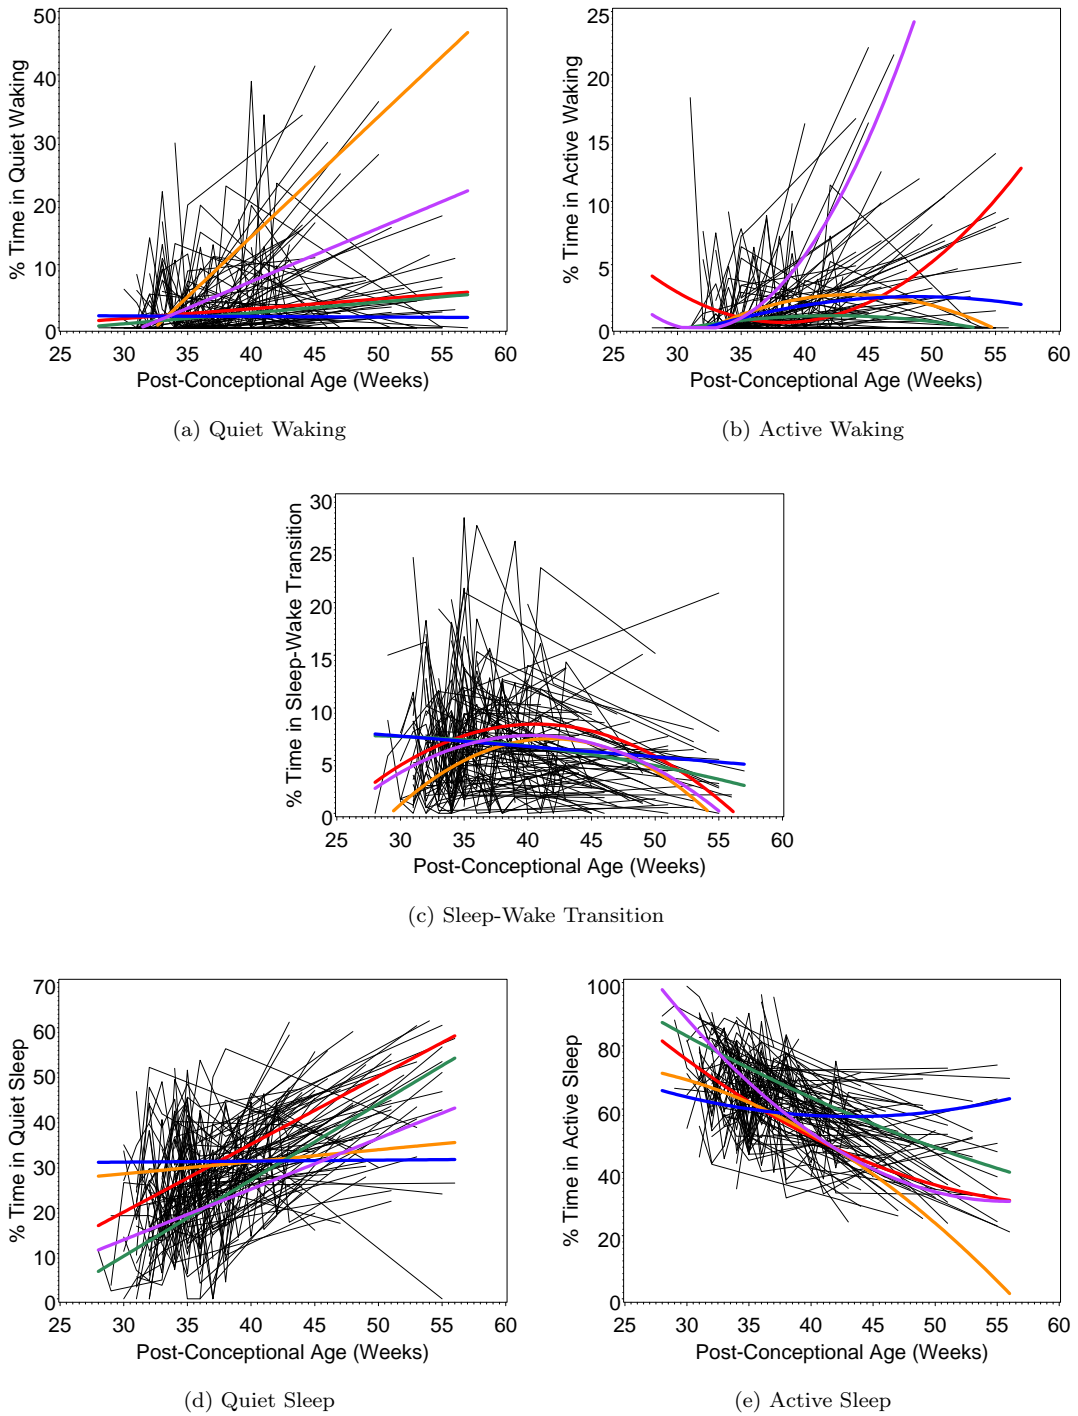 50
40
30
20
10
0
% Time in Quiet Waking
25 30 35 40 45 50 55 60
Post-Conceptional Age (Weeks)
(a) Quiet Waking
25
20
15
10
5
0
% Time in Active Waking
25 30 35 40 45 50 55 60
Post-Conceptional Age (Weeks)
(b) Active Waking
30
25
20
15
10
5
0
% Time in Sleep-Wake Transition
25 30 35 40 45 50 55 60
Post-Conceptional Age (Weeks)
(c) Sleep-Wake Transition
70
60
50
40
30
20
10
0
% Time in Quiet Sleep
25 30 35 40 45 50 55 60
Post-Conceptional Age (Weeks)
(d) Quiet Sleep
100
80
60
40
20
0
% Time in Active Sleep
25 30 35 40 45 50 55 60
Post-Conceptional Age (Weeks)
(e) Active Sleep